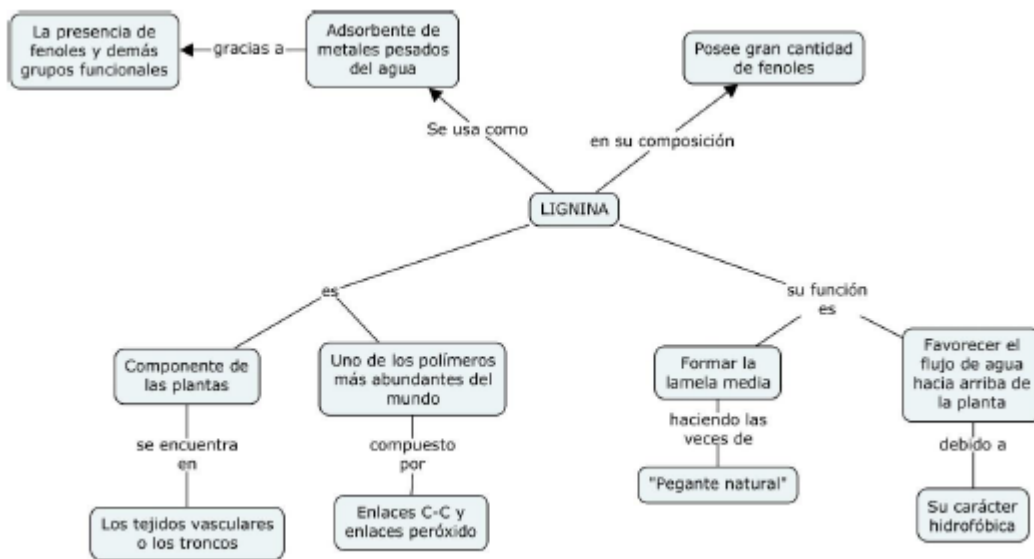 La presencia de
fenoles y demás
grupos funcionales
gracias a
Adsorbente de
metales pesados
del agua
Posee gran cantidad
de fenoles
Se usa como
en su composición
LIGNINA
es
su función
es
Componente de
las plantas
Uno de los polímeros
más abundantes del
mundo
Formar la
lamela media
Favorecer el
flujo de agua
hacia arriba de
la planta
se encuentra
en
compuesto
por
haciendo las
veces de
debido a
Los tejidos vasculares
o los troncos
Enlaces C-C y
enlaces peróxido
"Pegante natural"
Su carácter
hidrofóbica